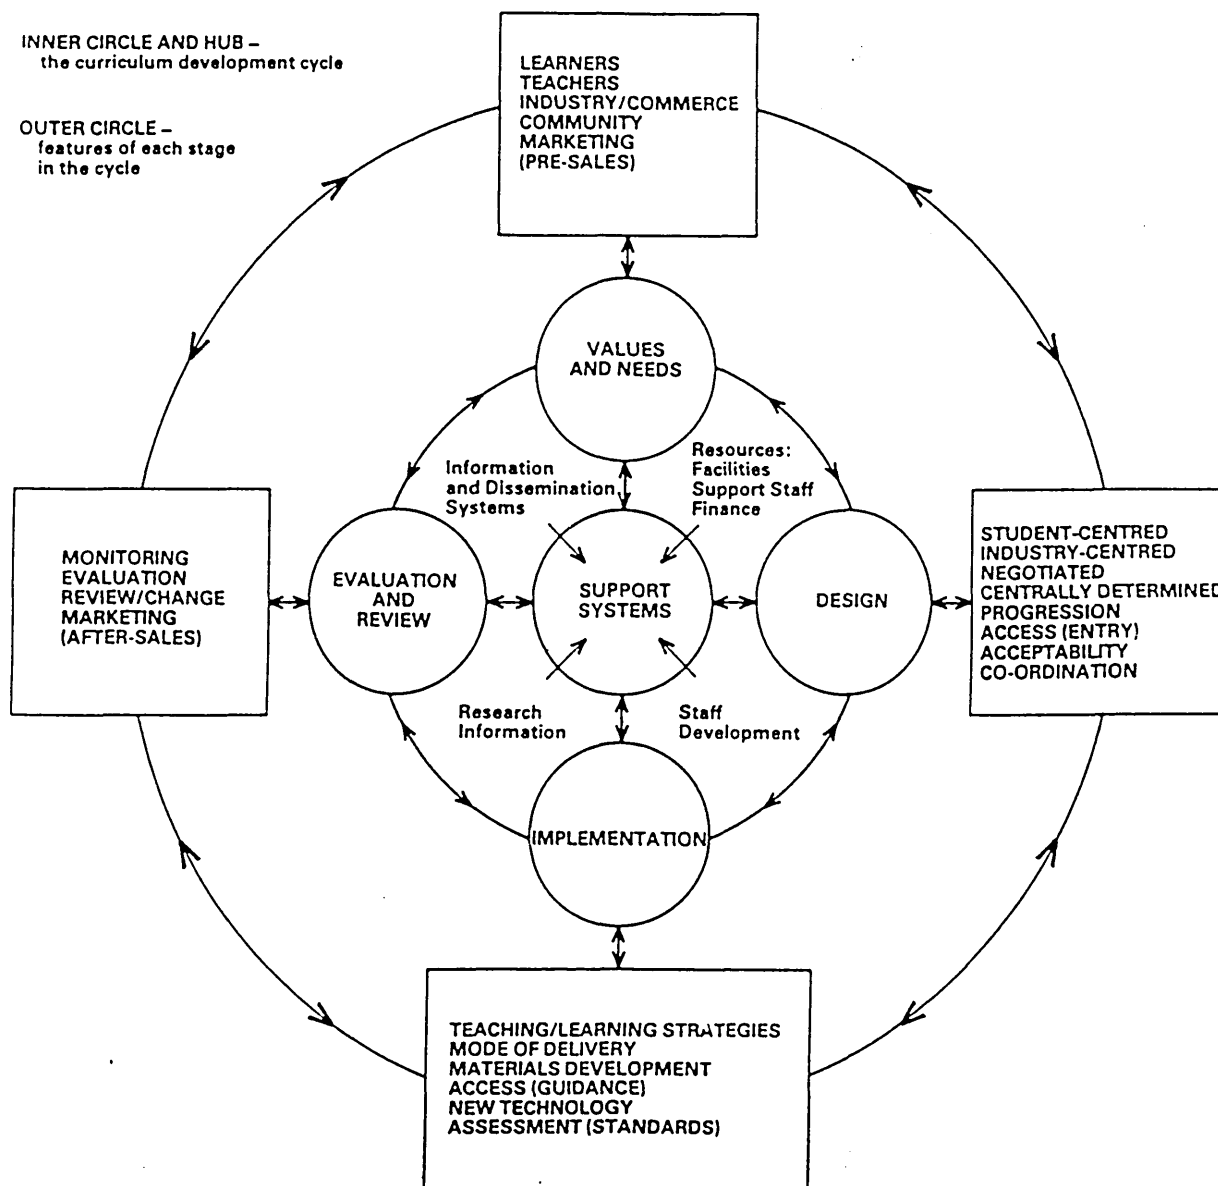 INNER CIRCLE AND HUB –
the curriculum development cycle
OUTER CIRCLE –
features of each stage
in the cycle
LEARNERS
TEACHERS
INDUSTRY/COMMERCE
COMMUNITY
MARKETING
(PRE-SALES)
VALUES
AND NEEDS
Information
and Dissemination
Systems
Resources:
Facilities
Support Staff
Finance
MONITORING
EVALUATION
REVIEW/CHANGE
MARKETING
(AFTER-SALES)
EVALUATION
AND
REVIEW
SUPPORT
SYSTEMS
DESIGN
STUDENT-CENTRED
INDUSTRY-CENTRED
NEGOTIATED
CENTRALLY DETERMINED
PROGRESSION
ACCESS (ENTRY)
ACCEPTABILITY
CO-ORDINATION
Research
Information
Staff
Development
IMPLEMENTATION
TEACHING/LEARNING STRATEGIES
MODE OF DELIVERY
MATERIALS DEVELOPMENT
ACCESS (GUIDANCE)
NEW TECHNOLOGY
ASSESSMENT (STANDARDS)